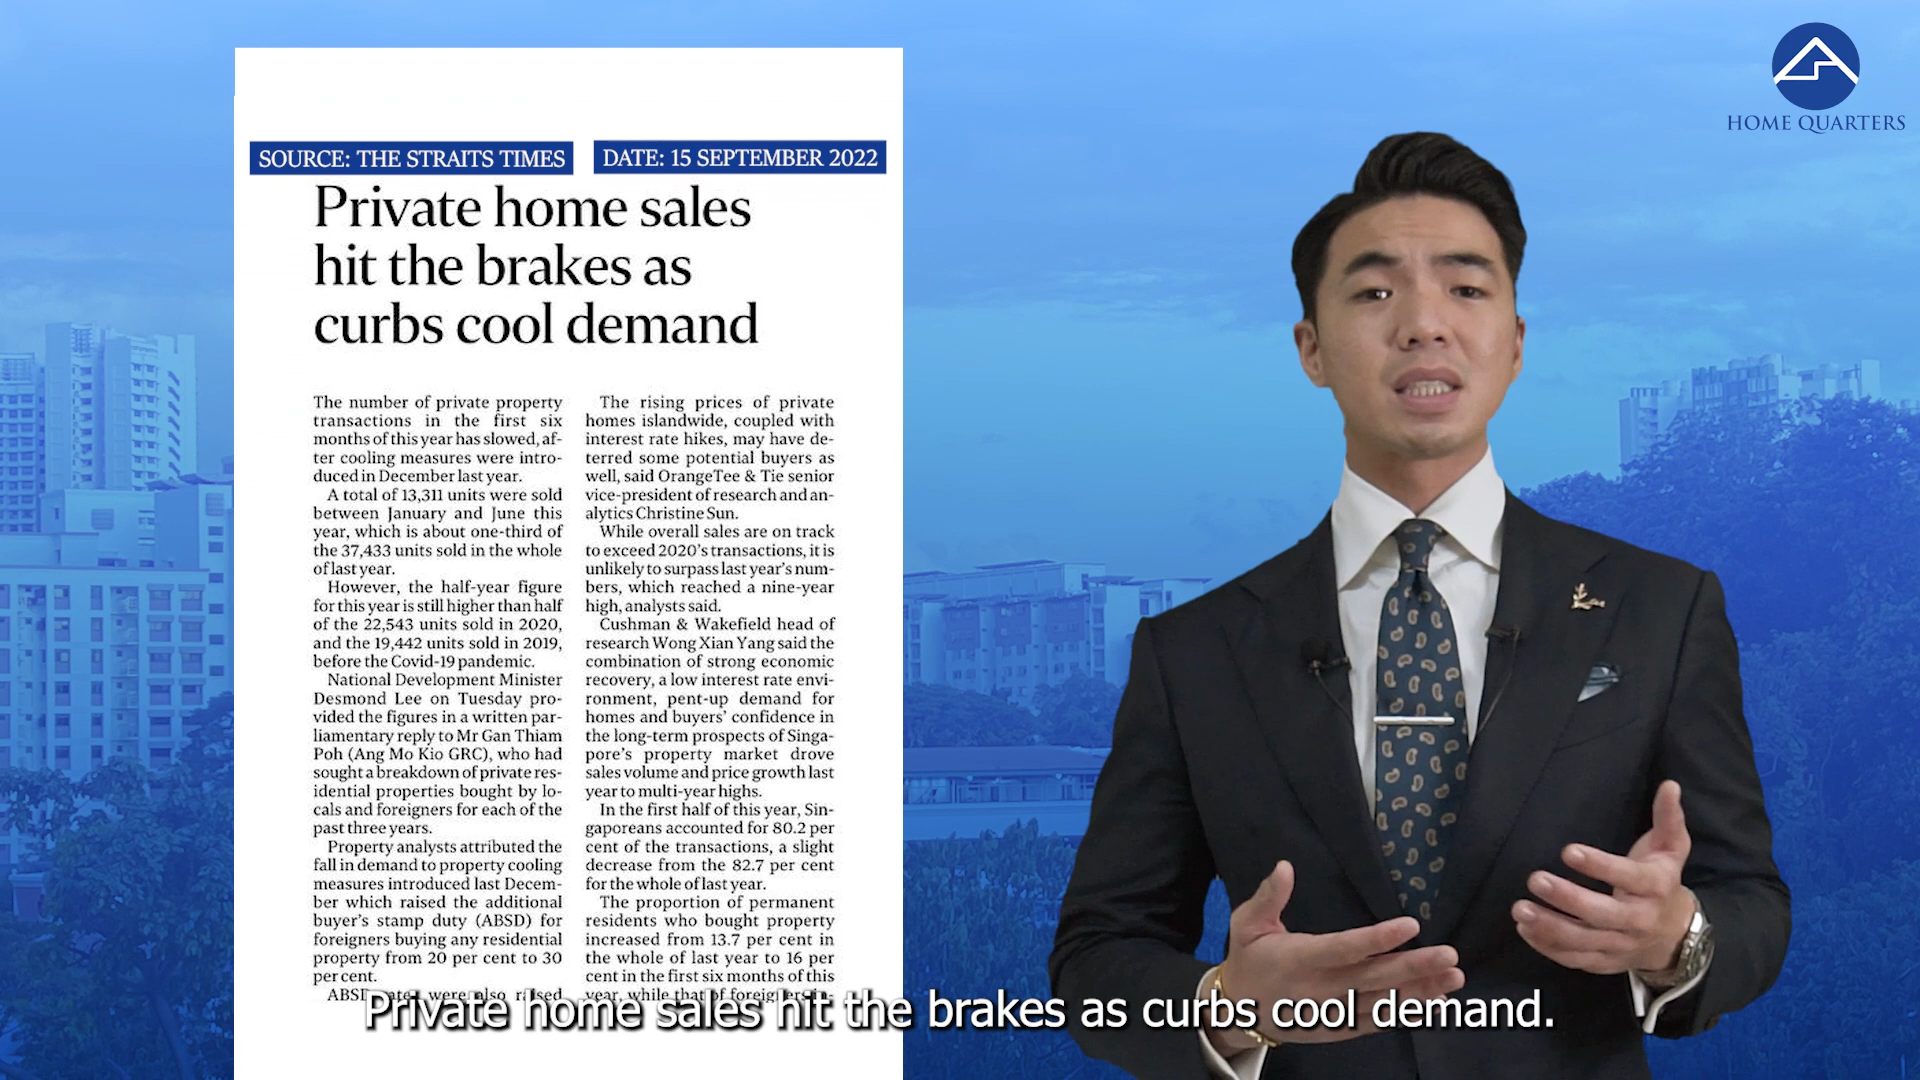 HOME QUARTERS
SOURCE: THE STRAITS TIMES
DATE: 15 SEPTEMBER 2022
Private home sales
hit the brakes as
curbs cool demand
The number of private property
transactions in the first six
months of this year has slowed, af-
ter cooling measures were intro-
duced in December last year.
A total of 13,311 units were sold
between January and June this
year, which is about one-third of
the 37,433 units sold in the whole
of last year.
However, the half-year figure
for this year is still higher than half
of the 22,543 units sold in 2020,
and the 19,442 units sold in 2019,
before the Covid-19 pandemic.
National Development Minister
Desmond Lee on Tuesday pro-
vided the figures in a written par-
liamentary reply to Mr Gan Thiam
Poh (Ang Mo Kio GRC), who had
sought a breakdown of private res-
idential properties bought by lo-
cals and foreigners for each of the
past three years.
Property analysts attributed the
fall in demand to property cooling
measures introduced last Decem-
ber which raised the additional
buyer's stamp duty (ABSD) for
foreigners buying any residential
property from 20 per cent to 30
per cent.
ABSD rates were also raised
The rising prices of private
homes islandwide, coupled with
interest rate hikes, may have de-
terred some potential buyers as
well, said OrangeTee & Tie senior
vice-president of research and an-
alytics Christine Sun.
While overall sales are on track
to exceed 2020's transactions, it is
unlikely to surpass last year's num-
bers, which reached a nine-year
high, analysts said.
Cushman & Wakefield head of
research Wong Xian Yang said the
combination of strong economic
recovery, a low interest rate envi-
ronment, pent-up demand for
homes and buyers' confidence in
the long-term prospects of Singa-
pore's property market drove
sales volume and price growth last
year to multi-year highs.
In the first half of this year, Sin-
gaporeans accounted for 80.2 per
cent of the transactions, a slight
decrease from the 82.7 per cent
for the whole of last year.
The proportion of permanent
residents who bought property
increased from 13.7 per cent in
the whole of last year to 16 per
cent in the first six months of this
year, while that of foreigners
Private home sales hit the brakes as curbs cool demand.